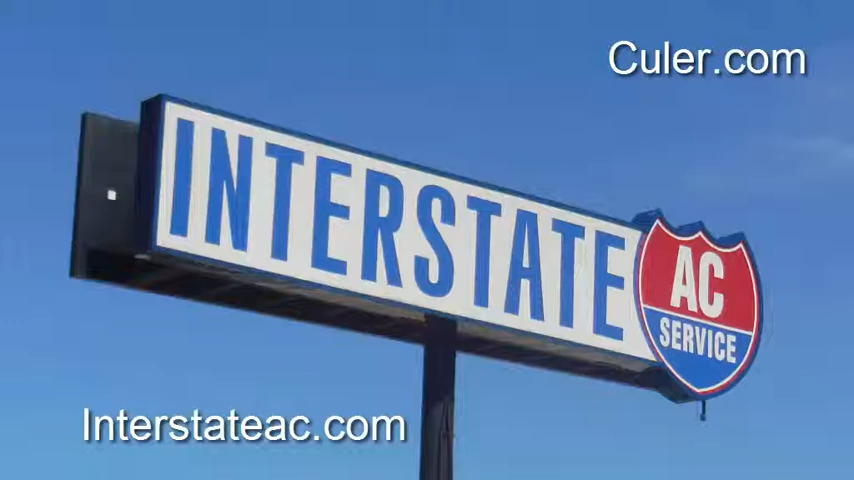 Culer.com
INTERSTATE
AC
SERVICE
Interstateac.com